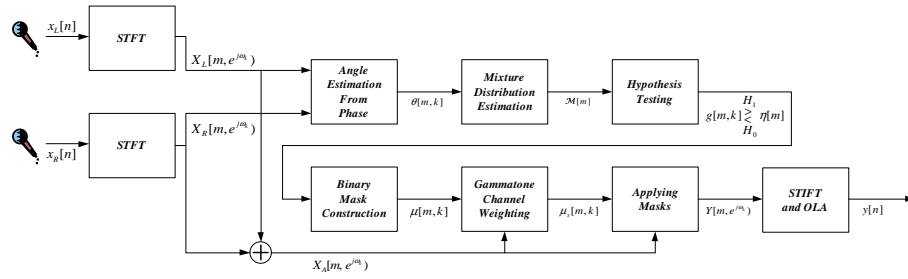 x_L[n]
STFT
X_L[m, e^{jω_k}]
Angle
Estimation
From
Phase
θ[m, k]
Mixture
Distribution
Estimation
ℳ[m]
Hypothesis
Testing
H_1
g[m, k] ≷ η[m]
H_0
x_R[n]
STFT
X_R[m, e^{jω_k}]
Binary
Mask
Construction
μ[m, k]
Gammatone
Channel
Weighting
μ_s[m, k]
Applying
Masks
Y[m, e^{jω_k}]
STIFT
and OLA
y[n]
X_A[m, e^{jω_k}]